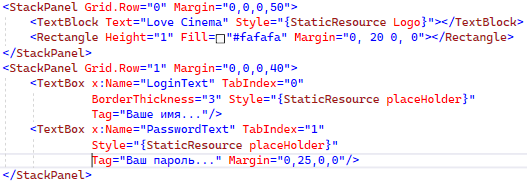 <StackPanel Grid.Row="0" Margin="0,0,0,50">
<TextBlock Text="Love Cinema" Style="{StaticResource Logo}"></TextBlock>
<Rectangle Height="1" Fill="#fafafa" Margin="0, 20 0, 0"></Rectangle>
</StackPanel>
<StackPanel Grid.Row="1" Margin="0,0,0,40">
<TextBox x:Name="LoginText" TabIndex="0"
BorderThickness="3" Style="{StaticResource placeHolder}"
Tag="Ваше имя..."/>
<TextBox x:Name="PasswordText" TabIndex="1"
Style="{StaticResource placeHolder}"
Tag="Ваш пароль..." Margin="0,25,0,0"/>
</StackPanel>